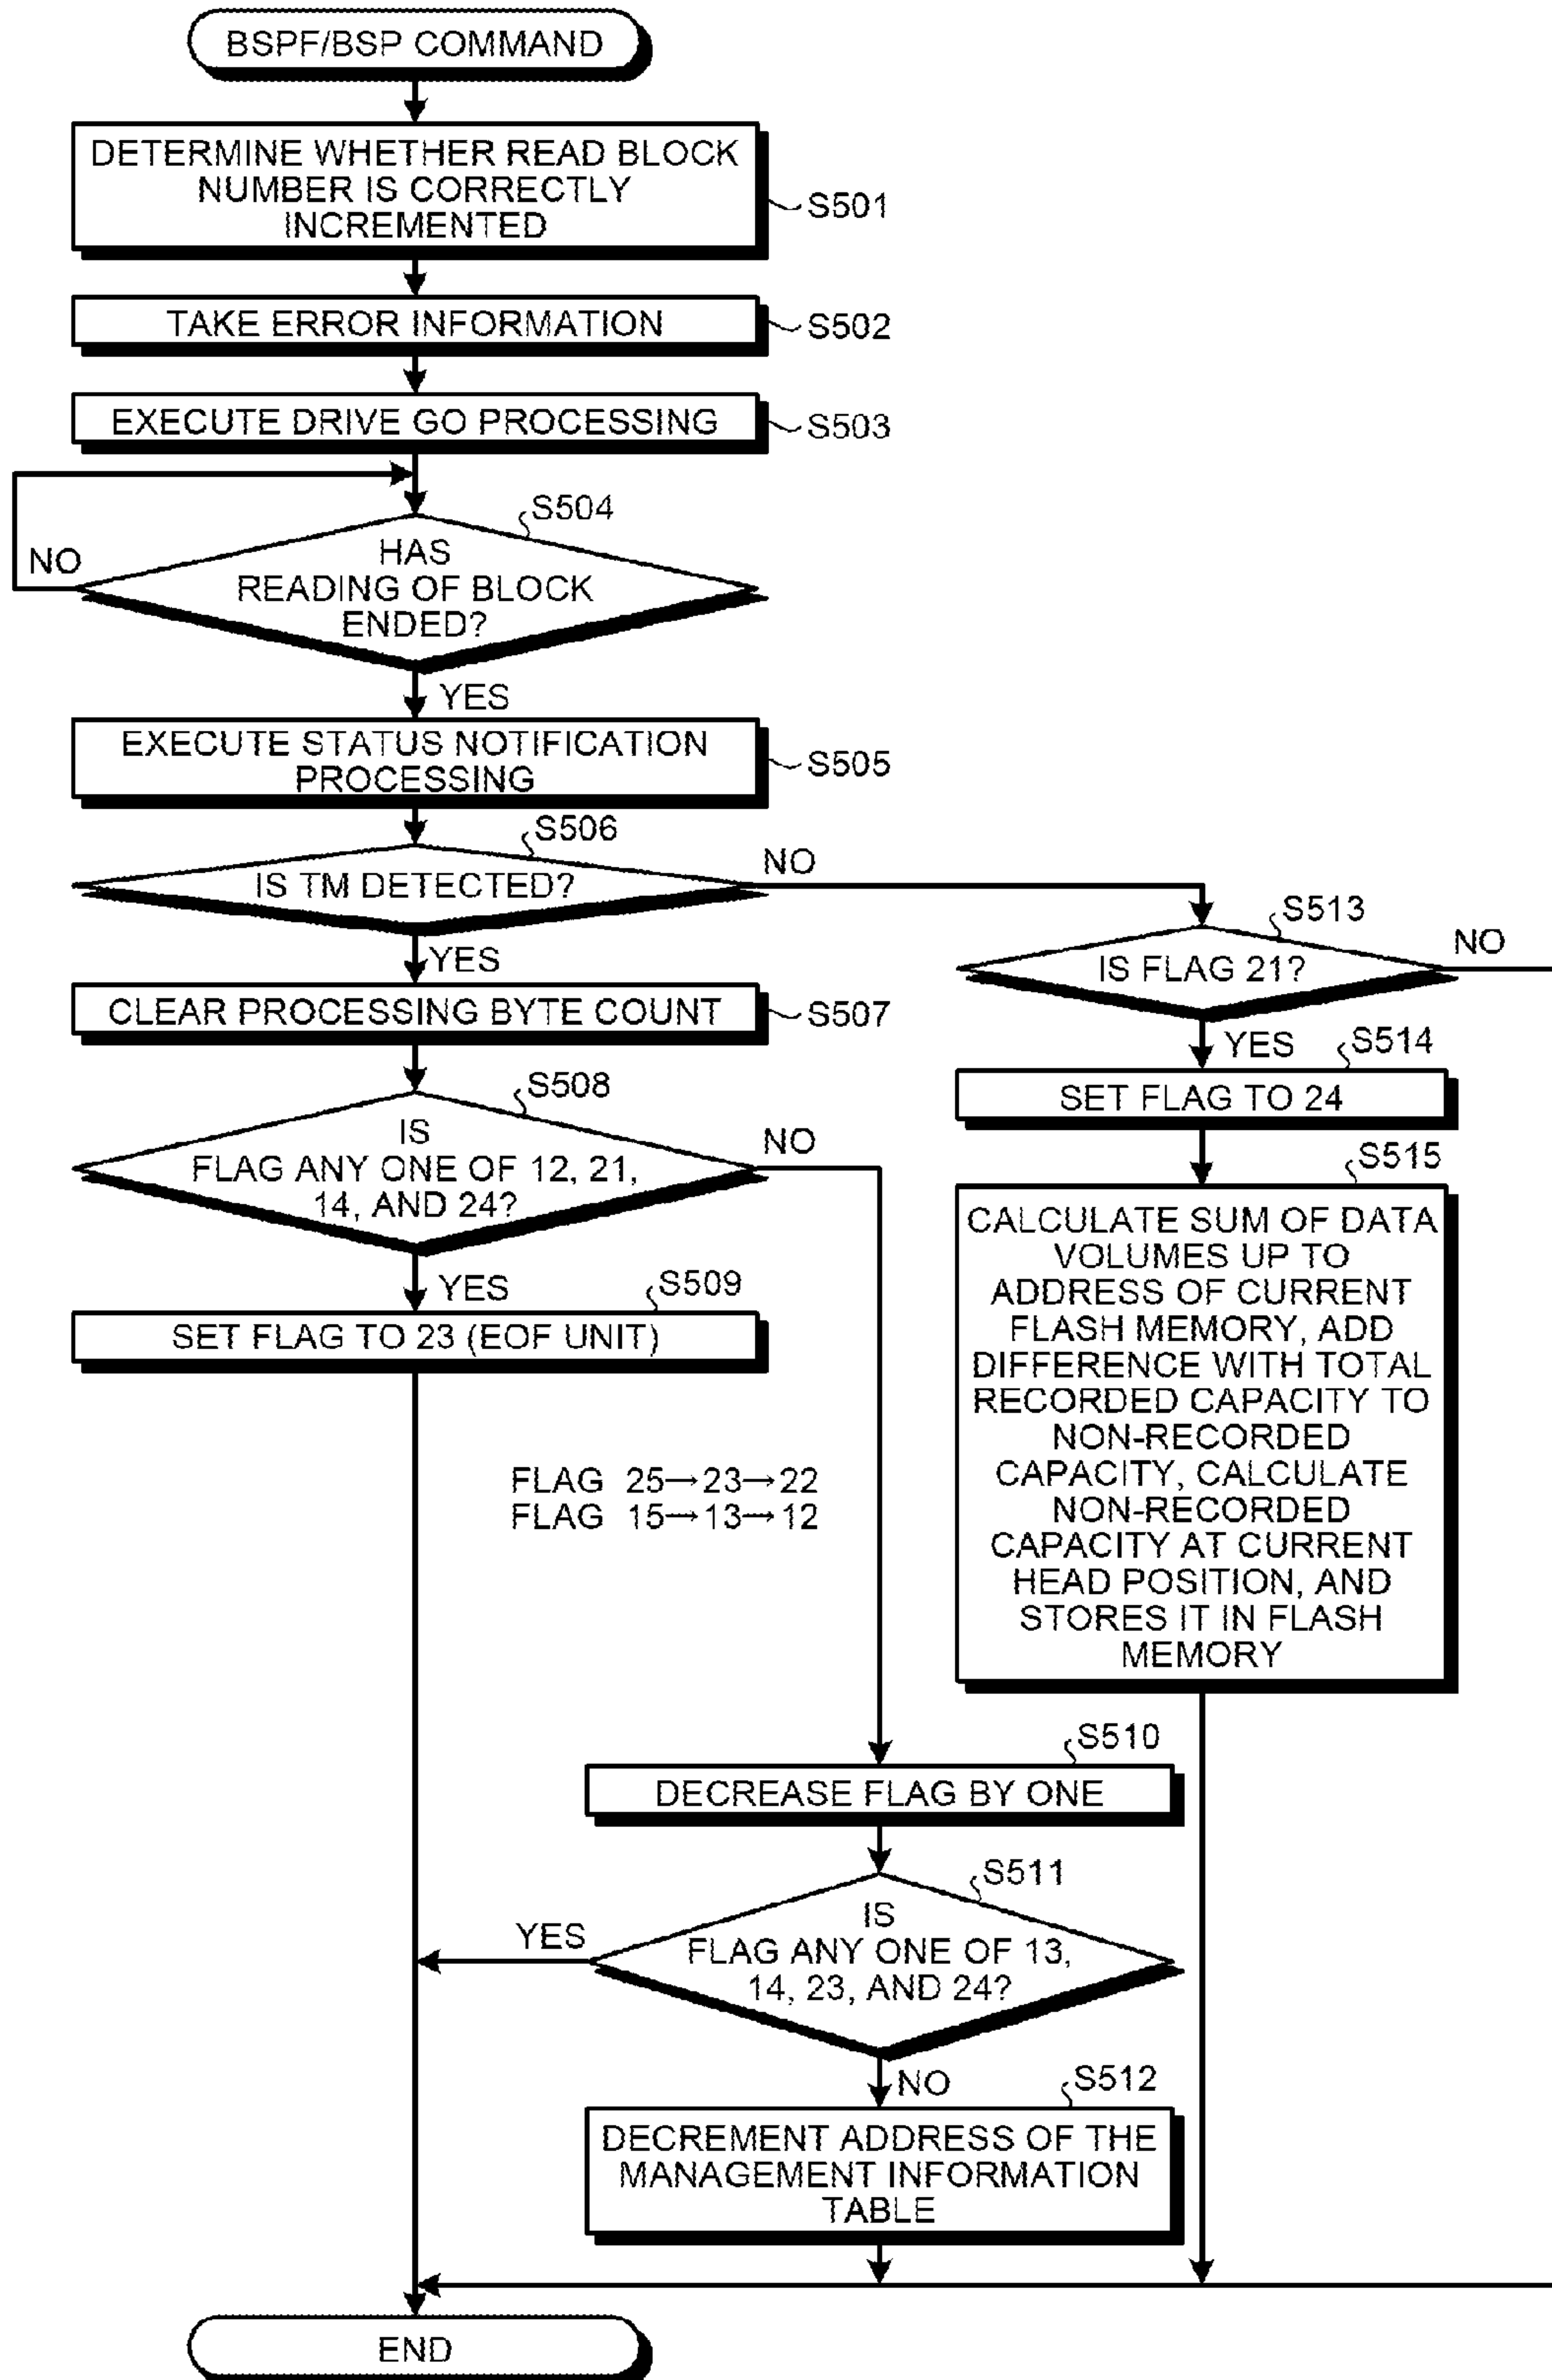 BSPF/BSP COMMAND
DETERMINE WHETHER READ BLOCK
NUMBER IS CORRECTLY
INCREMENTED
S501
TAKE ERROR INFORMATION
S502
EXECUTE DRIVE GO PROCESSING
S503
S504
HAS
READING OF BLOCK
ENDED?
NO
YES
EXECUTE STATUS NOTIFICATION
PROCESSING
S505
S506
IS TM DETECTED?
NO
YES
CLEAR PROCESSING BYTE COUNT
S507
S508
IS
FLAG ANY ONE OF 12, 21,
14, AND 24?
NO
YES
S509
SET FLAG TO 23 (EOF UNIT)
FLAG 25→23→22
FLAG 15→13→12
S513
IS FLAG 21?
NO
YES
S514
SET FLAG TO 24
S515
CALCULATE SUM OF DATA
VOLUMES UP TO
ADDRESS OF CURRENT
FLASH MEMORY, ADD
DIFFERENCE WITH TOTAL
RECORDED CAPACITY TO
NON-RECORDED
CAPACITY, CALCULATE
NON-RECORDED
CAPACITY AT CURRENT
HEAD POSITION, AND
STORES IT IN FLASH
MEMORY
S510
DECREASE FLAG BY ONE
S511
IS
FLAG ANY ONE OF 13,
14, 23, AND 24?
YES
NO
S512
DECREMENT ADDRESS OF THE
MANAGEMENT INFORMATION
TABLE
END